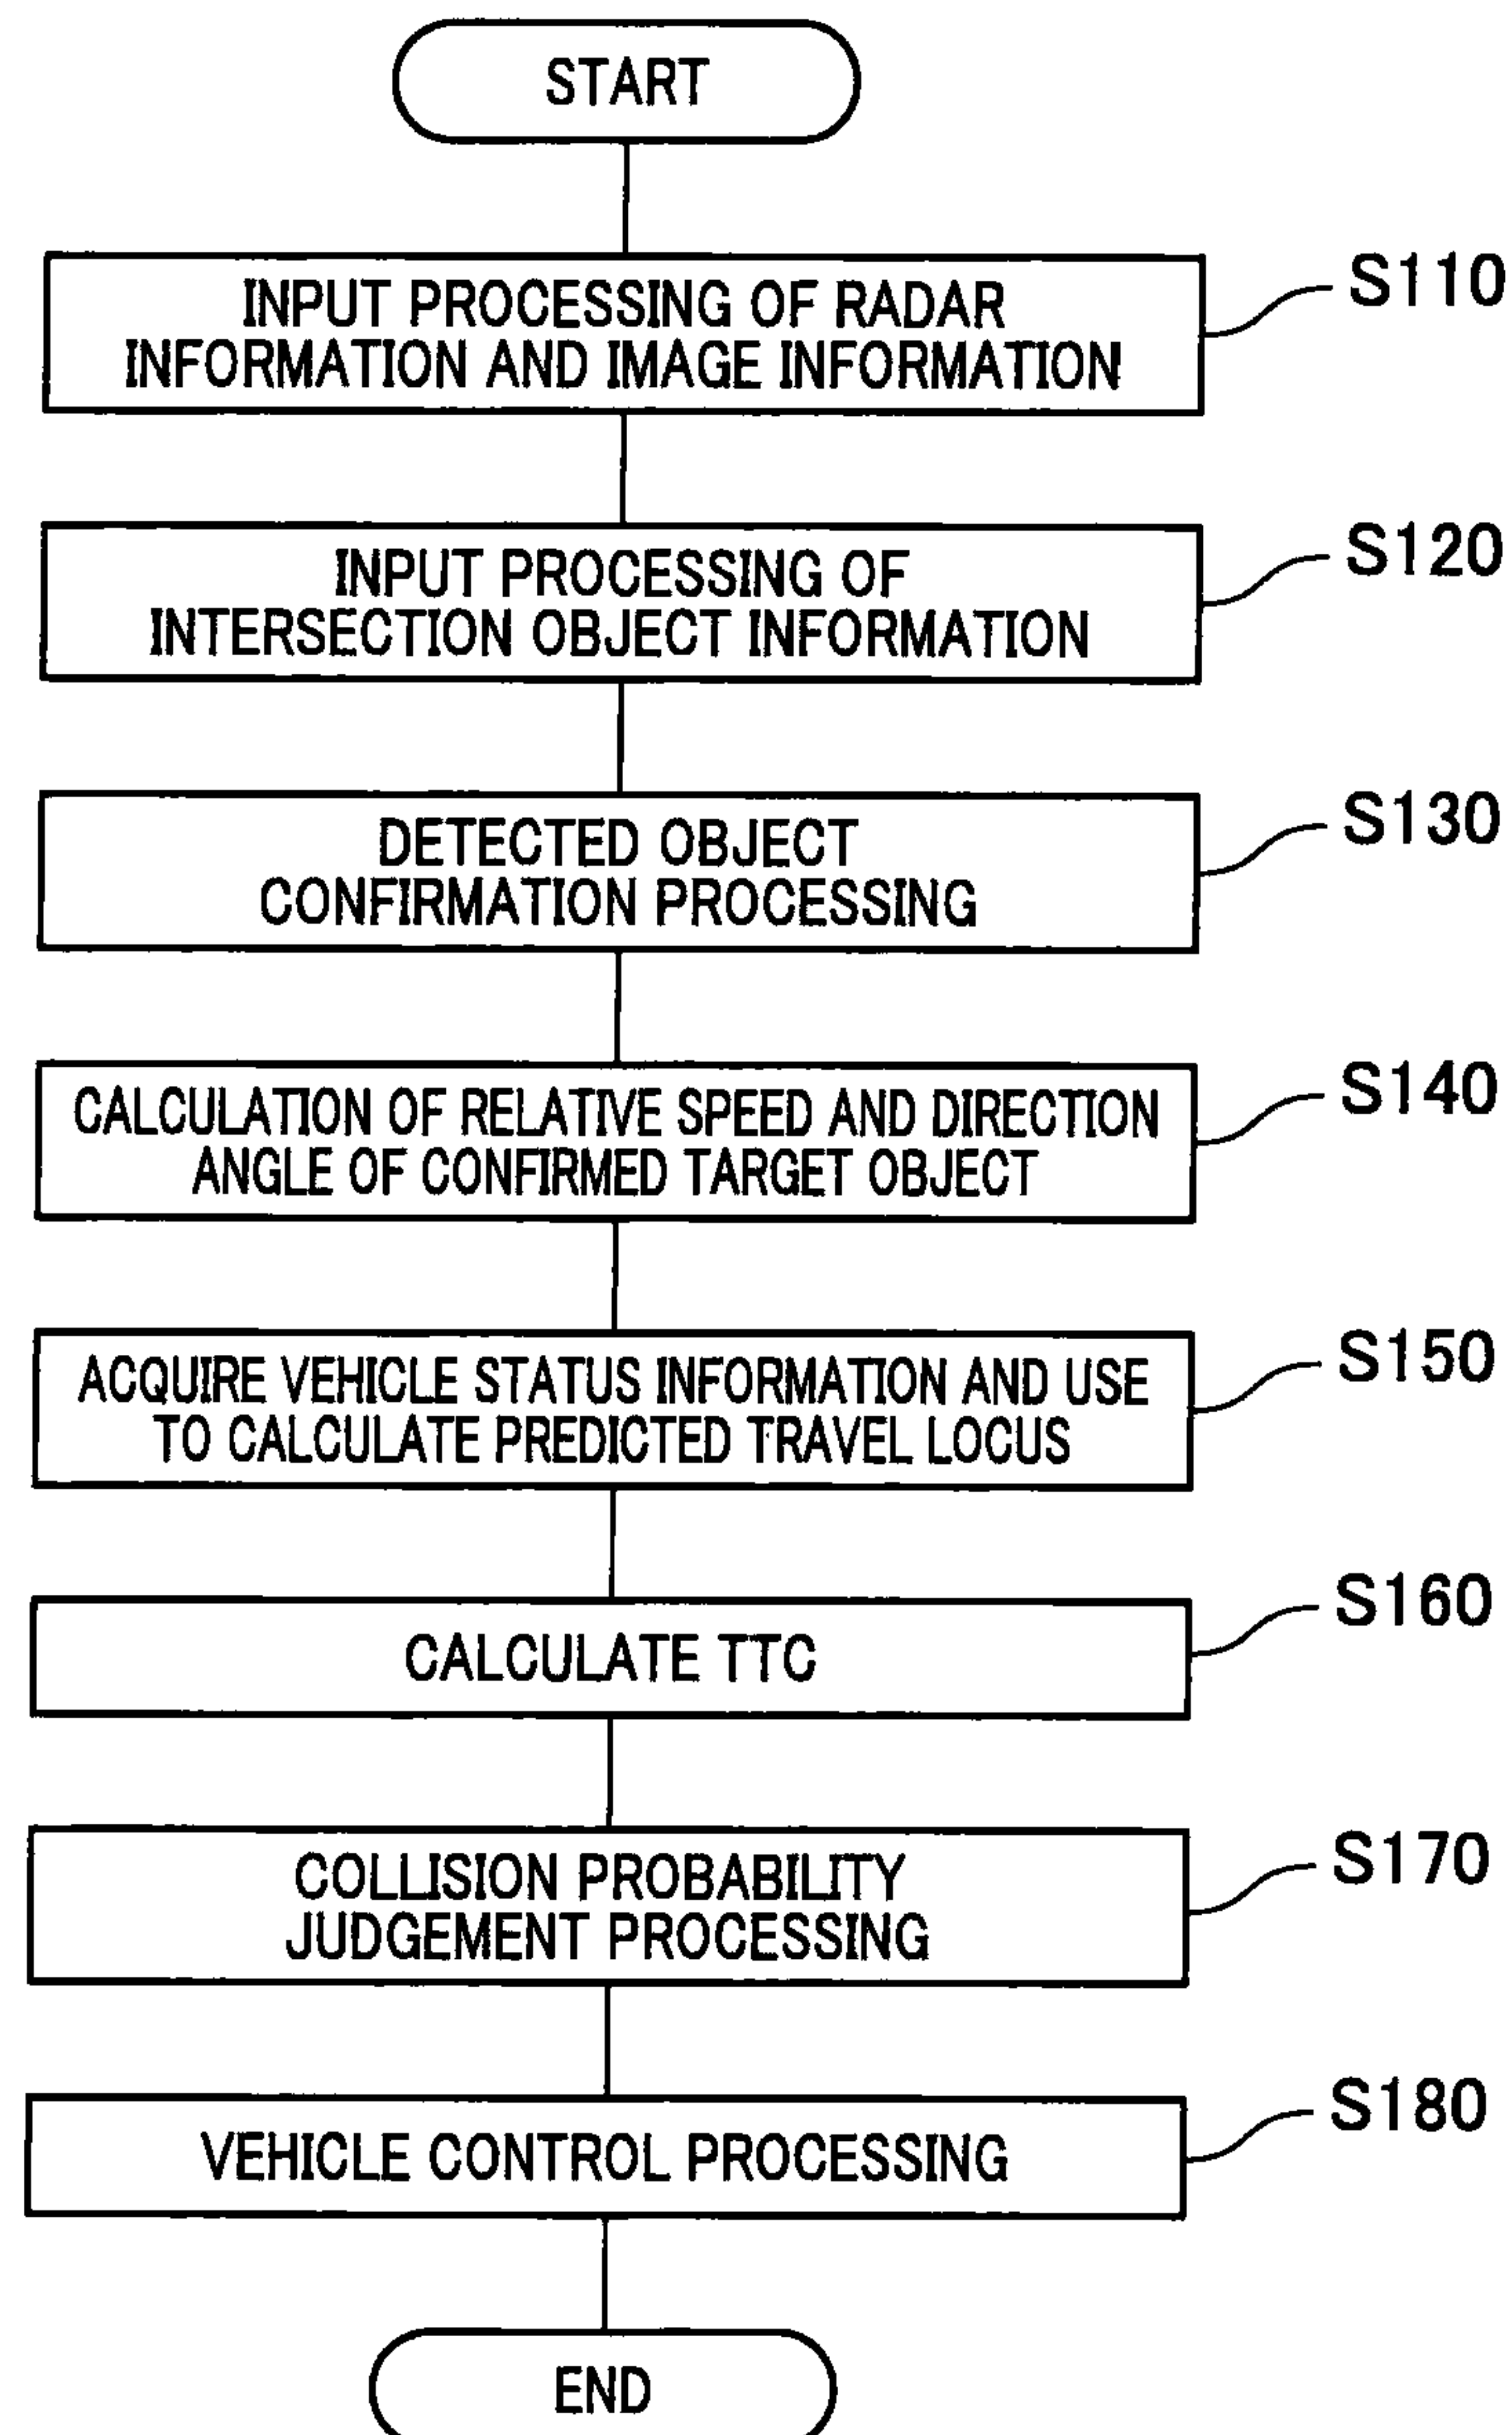 START
INPUT PROCESSING OF RADAR
INFORMATION AND IMAGE INFORMATION
S110
INPUT PROCESSING OF
INTERSECTION OBJECT INFORMATION
S120
DETECTED OBJECT
CONFIRMATION PROCESSING
S130
CALCULATION OF RELATIVE SPEED AND DIRECTION
ANGLE OF CONFIRMED TARGET OBJECT
S140
ACQUIRE VEHICLE STATUS INFORMATION AND USE
TO CALCULATE PREDICTED TRAVEL LOCUS
S150
CALCULATE TTC
S160
COLLISION PROBABILITY
JUDGEMENT PROCESSING
S170
VEHICLE CONTROL PROCESSING
S180
END